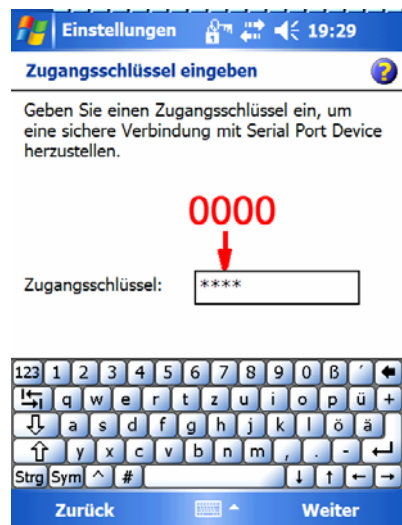 Einstellungen 19:29
Zugangsschlüssel eingeben ?
Geben Sie einen Zugangsschlüssel ein, um
eine sichere Verbindung mit Serial Port Device
herzustellen.
0000
Zugangsschlüssel: ****
123 1 2 3 4 5 6 7 8 9 0 ß ´
q w e r t z u i o p ü +
a s d f g h j k l ö ä
y x c v b n m , . -
Strg Sym ^ #
Zurück Weiter